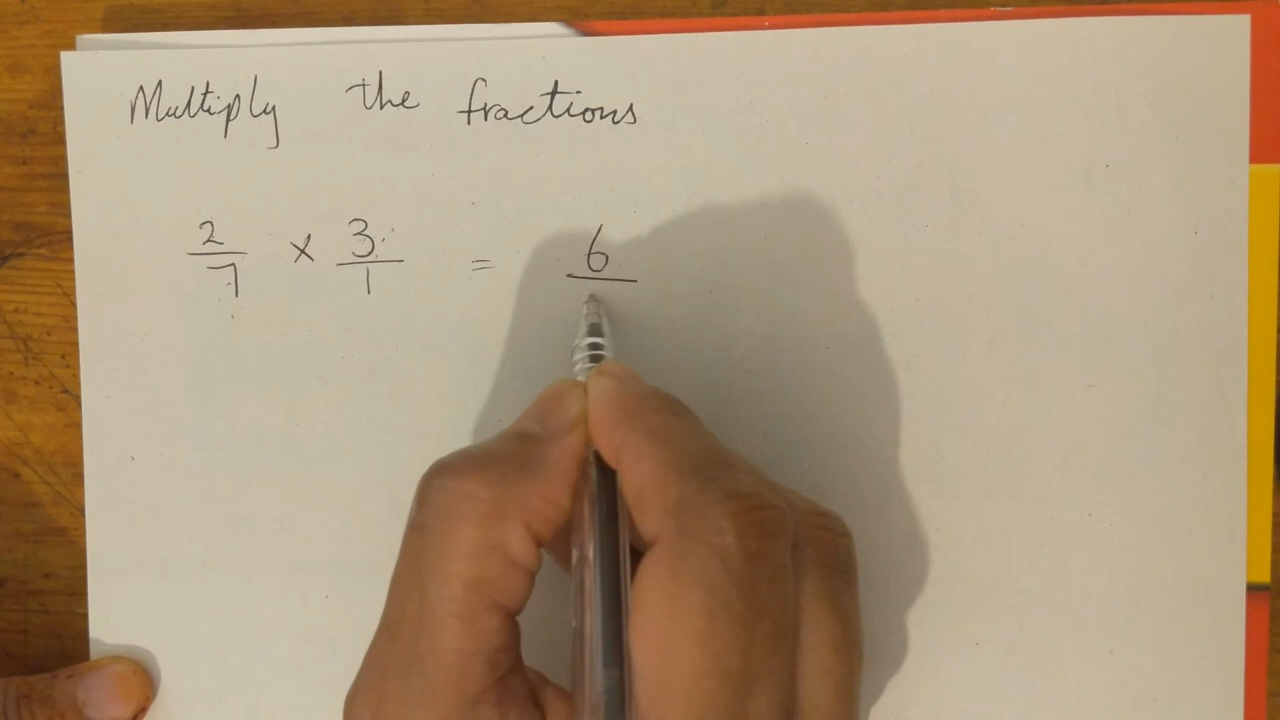 Multiply the fractions
2/7 × 3/1 = 6/